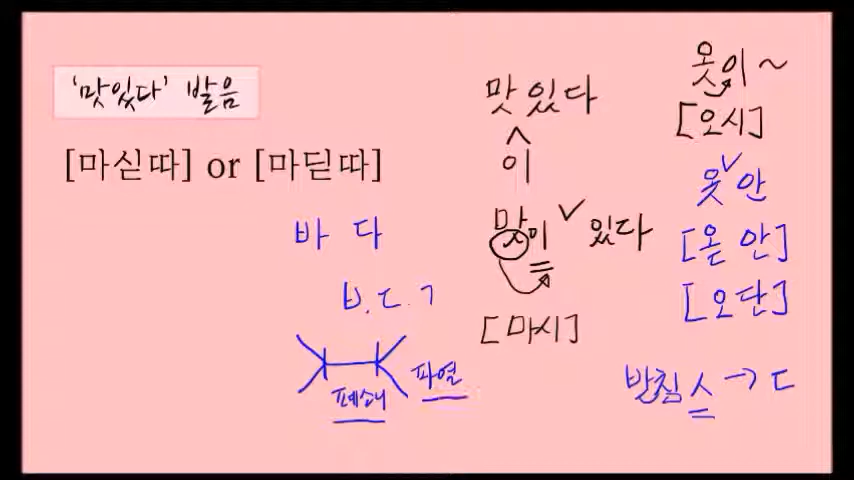 '맛있다' 발음
[마싣따] or [마딛따]
바 다
ㅂ.ㄷ.ㄱ
폐쇄
파열
맛있다
이
맛이 ✓ 있다
[마시]
옷이~
[오시]
옷 ✓ 안
[옫 안]
[오단]
받침 ㅅ → ㄷ